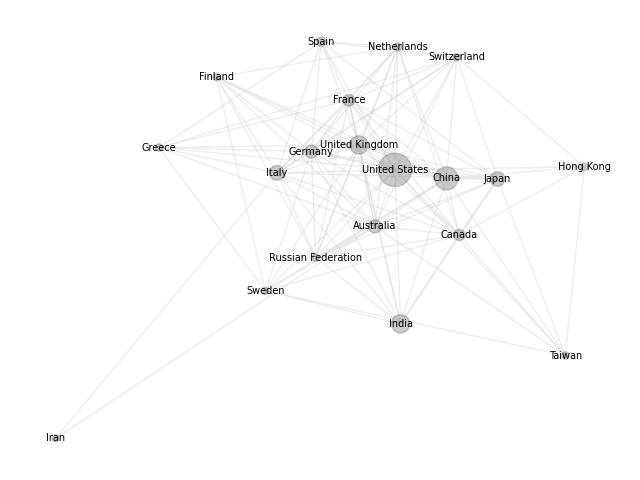 Spain
Netherlands
Switzerland
Finland
France
United Kingdom
Greece
Germany
United States
Hong Kong
Italy
China
Japan
Australia
Canada
Russian Federation
Sweden
India
Taiwan
Iran